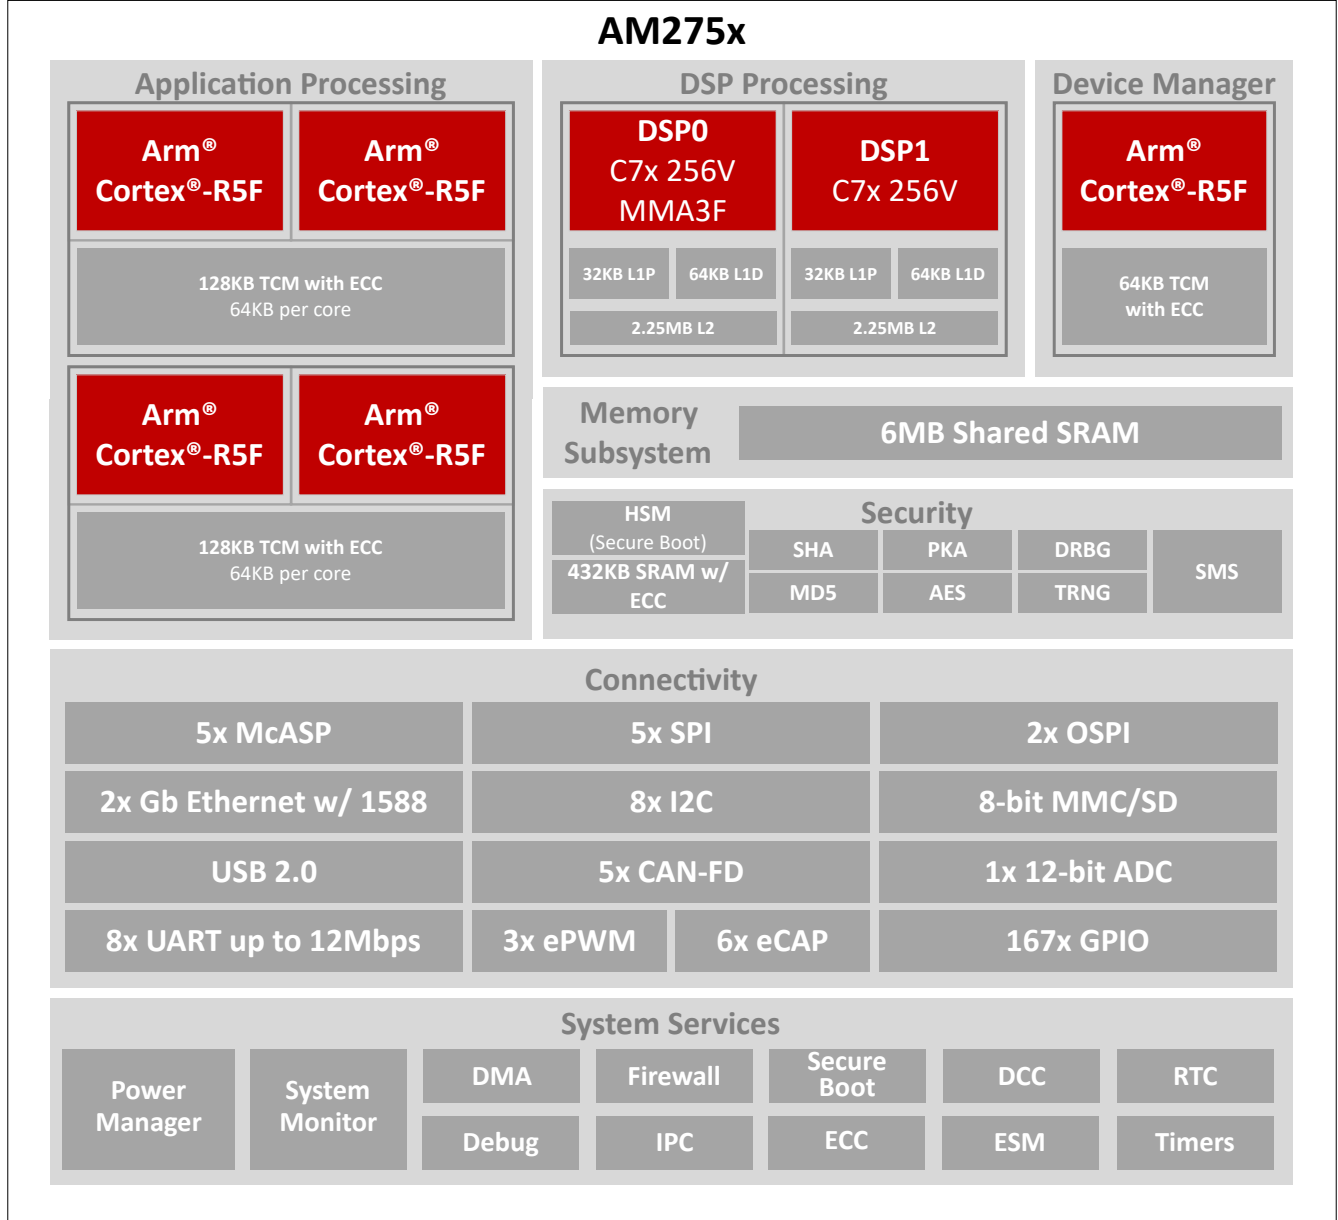 AM275x
Application Processing
Arm®
Cortex®-R5F
Arm®
Cortex®-R5F
128KB TCM with ECC
64KB per core
Arm®
Cortex®-R5F
Arm®
Cortex®-R5F
128KB TCM with ECC
64KB per core
DSP Processing
DSP0
C7x 256V
MMA3F
DSP1
C7x 256V
32KB L1P
64KB L1D
32KB L1P
64KB L1D
2.25MB L2
2.25MB L2
Device Manager
Arm®
Cortex®-R5F
64KB TCM
with ECC
Memory
Subsystem
6MB Shared SRAM
Security
HSM
(Secure Boot)
432KB SRAM w/
ECC
SHA
PKA
DRBG
SMS
MD5
AES
TRNG
Connectivity
5x McASP
5x SPI
2x OSPI
2x Gb Ethernet w/ 1588
8x I2C
8-bit MMC/SD
USB 2.0
5x CAN-FD
1x 12-bit ADC
8x UART up to 12Mbps
3x ePWM
6x eCAP
167x GPIO
System Services
Power
Manager
System
Monitor
DMA
Firewall
Secure
Boot
DCC
RTC
Debug
IPC
ECC
ESM
Timers